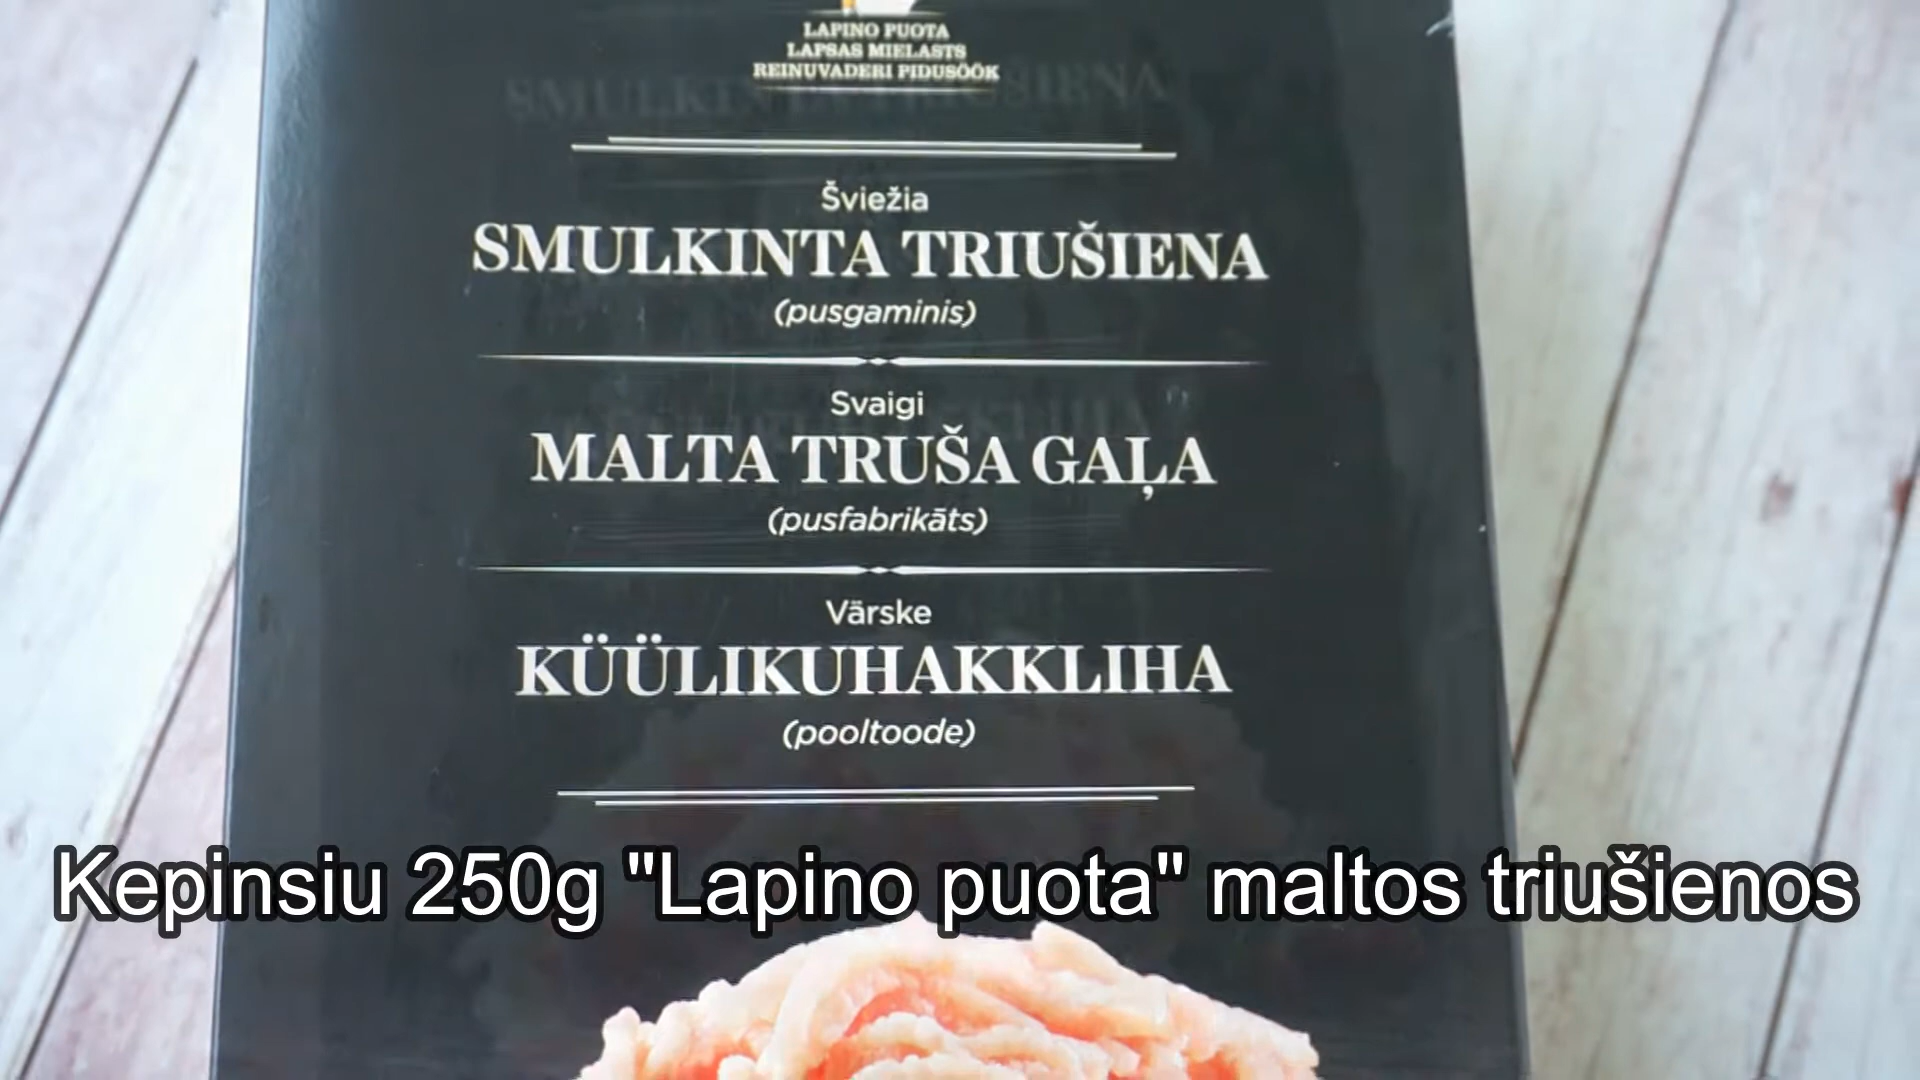 LAPINO PUOTA
LAPSAS MIELASTS
REINUVADERI PIDUSÖÖK
Šviežia
SMULKINTA TRIUŠIENA
(pusgaminis)
Svaigi
MALTA TRUŠA GAĻA
(pusfabrikāts)
Värske
KÜÜLIKUHAKKLIHA
(pooltoode)
Kepinsiu 250g "Lapino puota" maltos triušienos